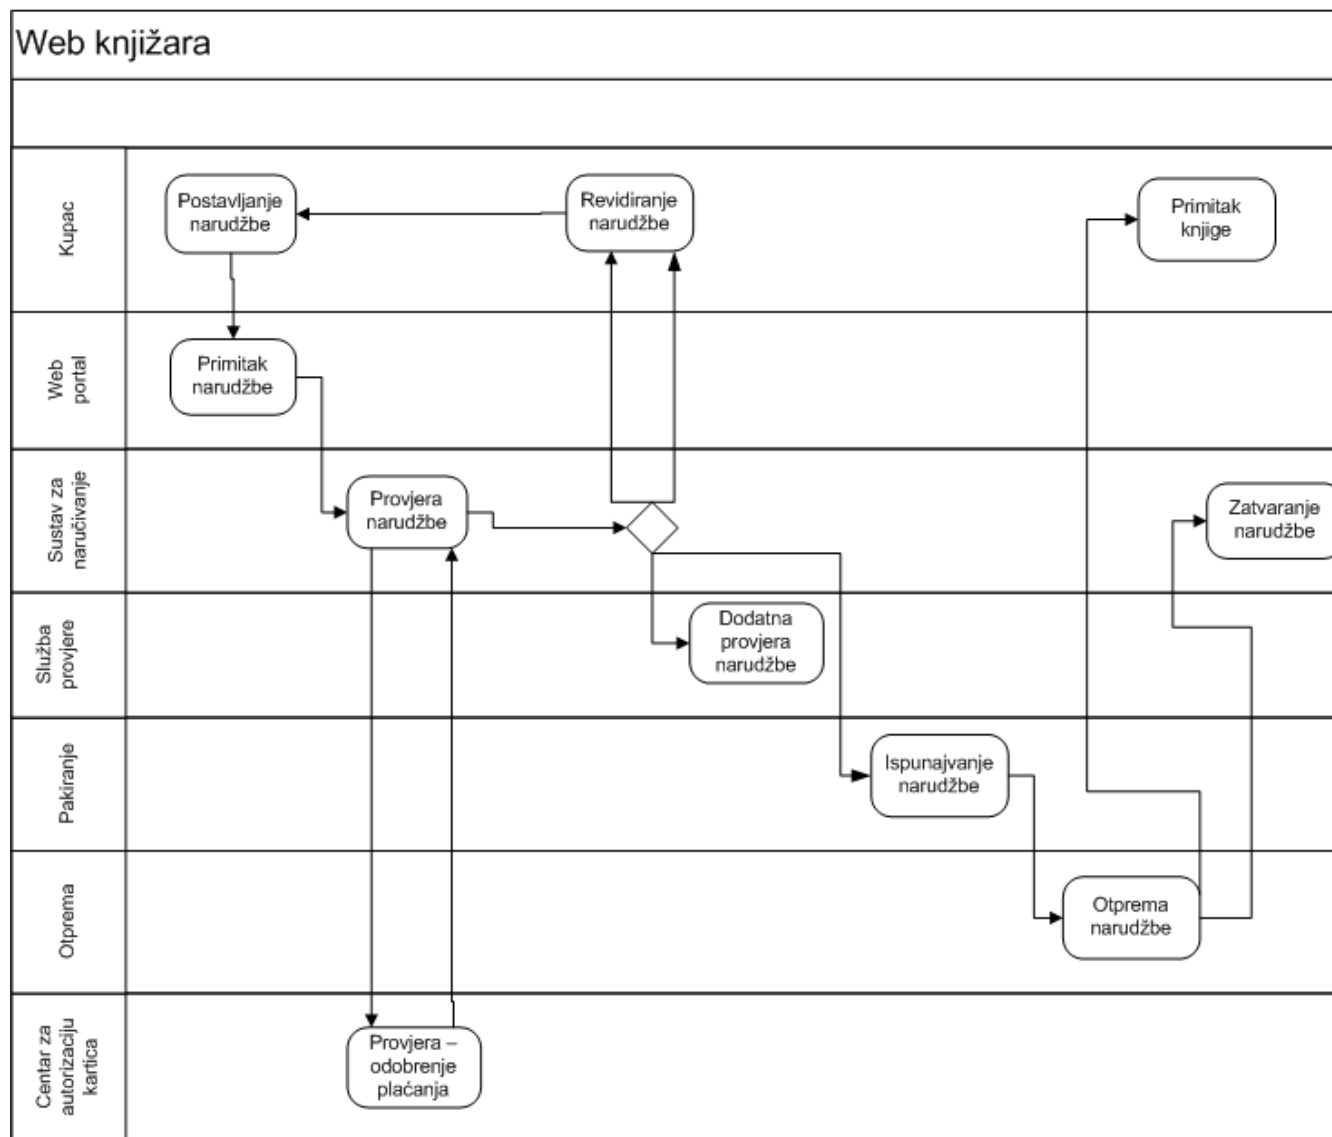 Web knjižara
Kupac
Postavljanje
narudžbe
Revidiranje
narudžbe
Primitak
knjige
Web
portal
Primitak
narudžbe
Sustav za
naručivanje
Provjera
narudžbe
Zatvaranje
narudžbe
Služba
provjere
Dodatna
provjera
narudžbe
Pakiranje
Ispunajvanje
narudžbe
Otprema
Otprema
narudžbe
Centar za
autorizaciju
kartica
Provjera –
odobrenje
plaćanja